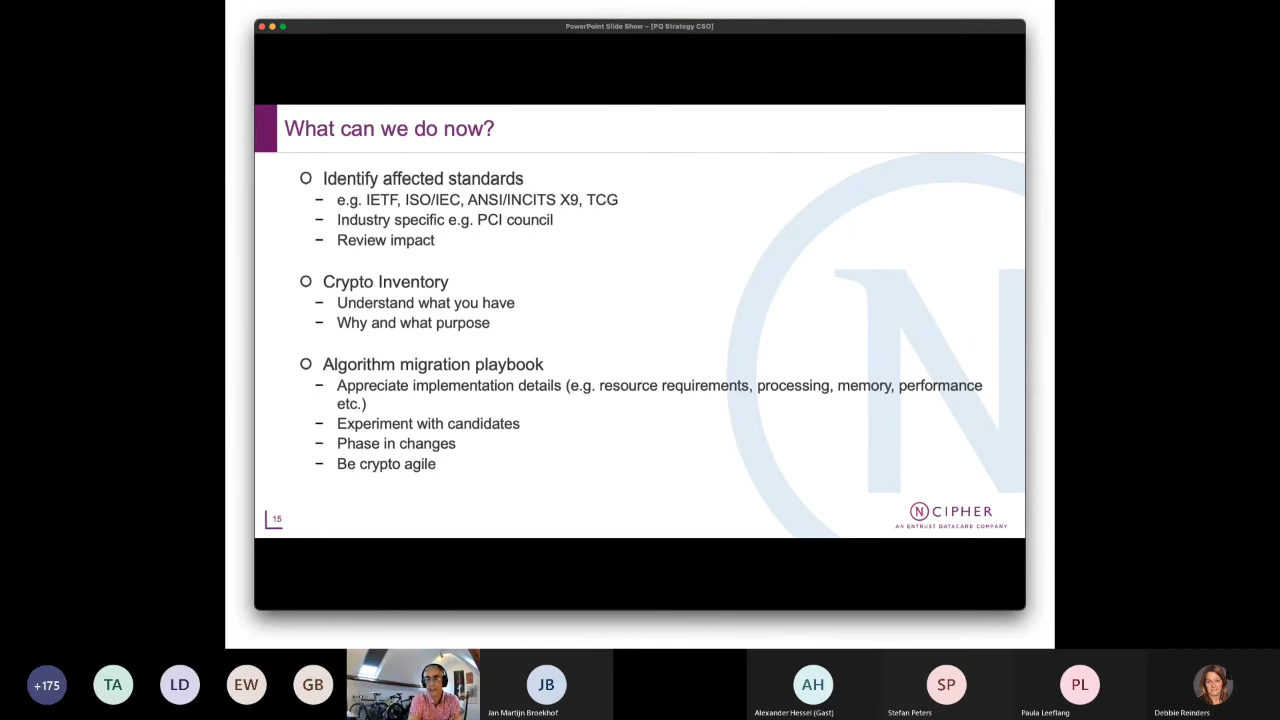 PowerPoint Slide Show – [PQ Strategy CSO]
What can we do now?
O Identify affected standards
– e.g. IETF, ISO/IEC, ANSI/INCITS X9, TCG
– Industry specific e.g. PCI council
– Review impact
O Crypto Inventory
– Understand what you have
– Why and what purpose
O Algorithm migration playbook
– Appreciate implementation details (e.g. resource requirements, processing, memory, performance
etc.)
– Experiment with candidates
– Phase in changes
– Be crypto agile
15
N CIPHER
AN ENTRUST DATACARD COMPANY
N
+175
TA
LD
EW
GB
JB
Jan Martijn Broekhof
AH
Alexander Hessel (Gast)
SP
Stefan Peters
PL
Paula Leeflang
Debbie Reinders